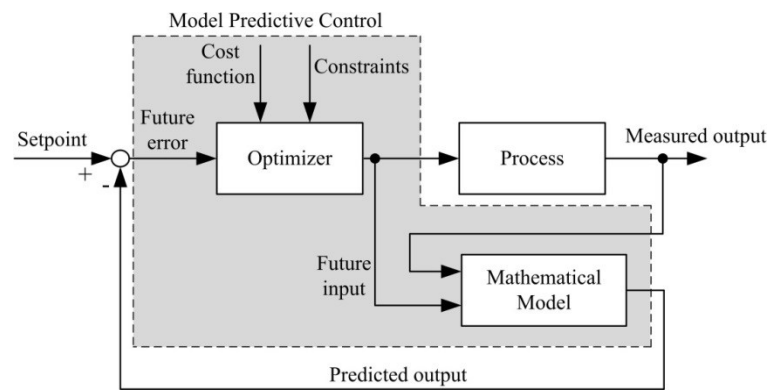 Model Predictive Control
Cost
function
Constraints
Setpoint
Future
error
Optimizer
Process
Measured output
+
-
Future
input
Mathematical
Model
Predicted output